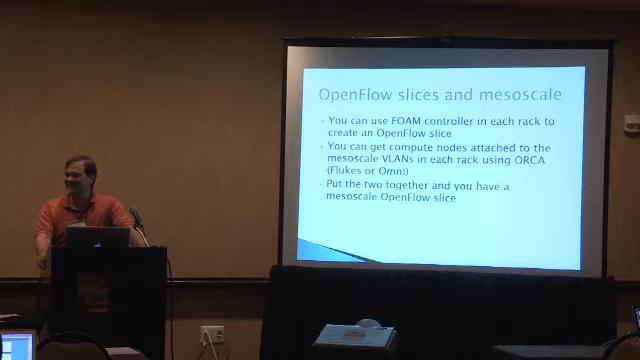 OpenFlow slices and mesoscale
You can use FOAM controller in each rack to
create an OpenFlow slice
You can get compute nodes attached to the
mesoscale VLANs in each rack using ORCA
(Flukes or Omni)
Put the two together and you have a
mesoscale OpenFlow slice